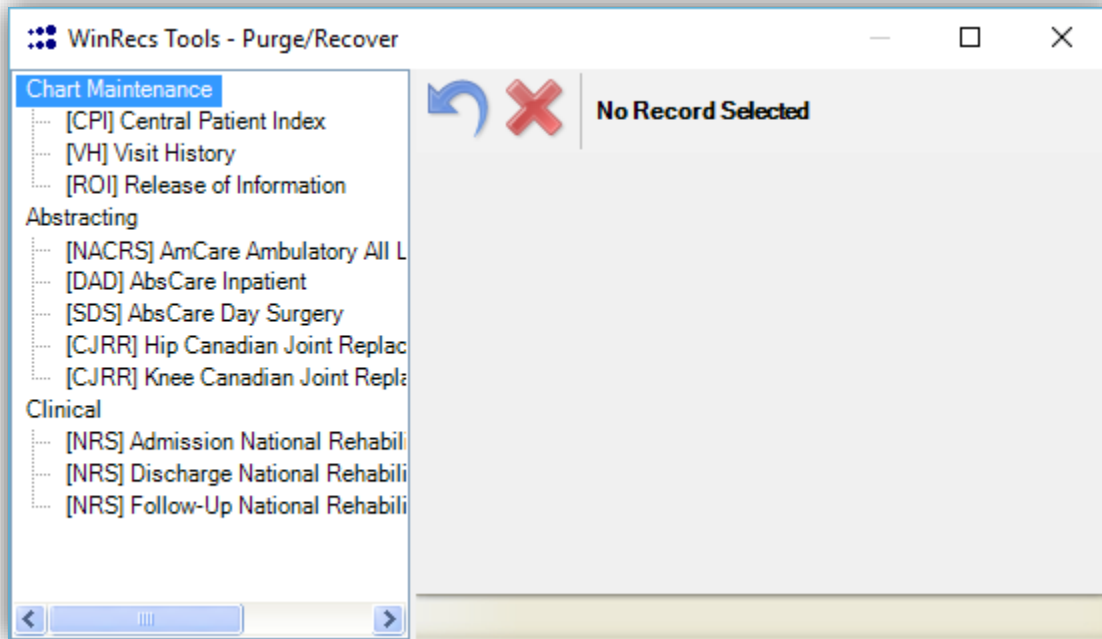 WinRecs Tools - Purge/Recover
Chart Maintenance
[CPI] Central Patient Index
[VH] Visit History
[ROI] Release of Information
Abstracting
[NACRS] AmCare Ambulatory All L
[DAD] AbsCare Inpatient
[SDS] AbsCare Day Surgery
[CJRR] Hip Canadian Joint Replac
[CJRR] Knee Canadian Joint Repla
Clinical
[NRS] Admission National Rehabili
[NRS] Discharge National Rehabili
[NRS] Follow-Up National Rehabili
No Record Selected